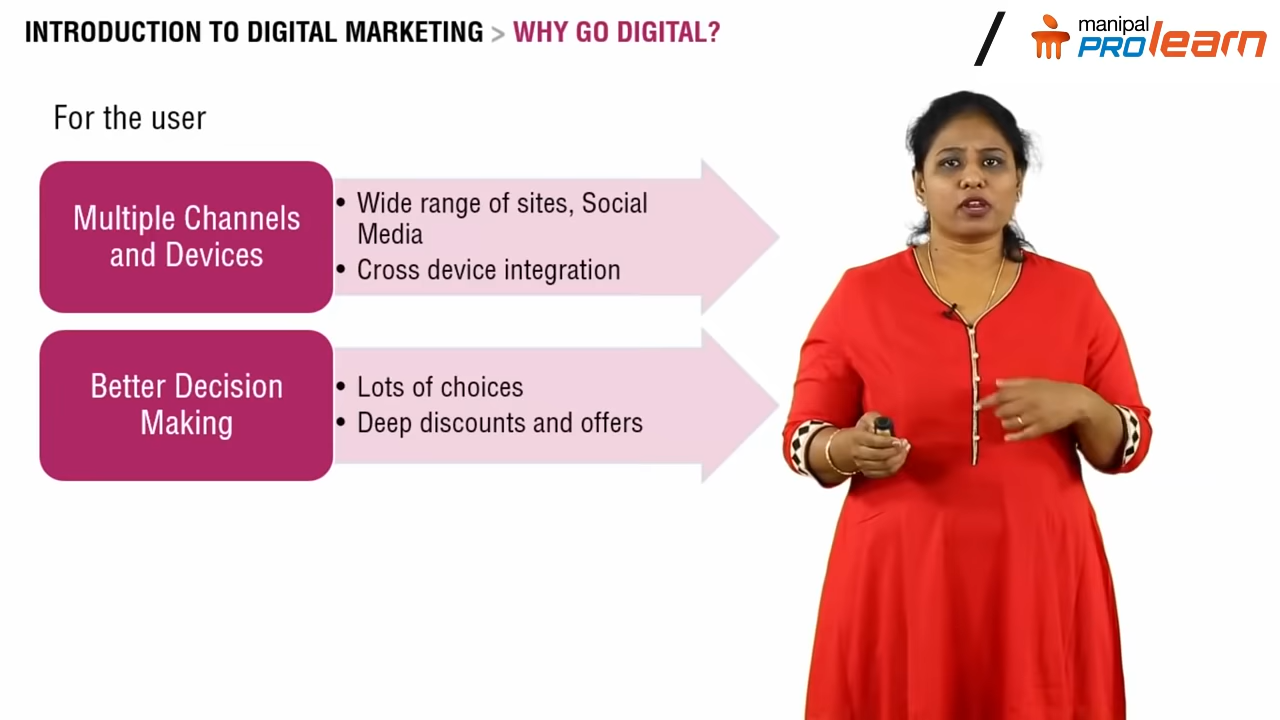 INTRODUCTION TO DIGITAL MARKETING > WHY GO DIGITAL?
manipal
PROlearn
For the user
Multiple Channels
and Devices
• Wide range of sites, Social
Media
• Cross device integration
Better Decision
Making
• Lots of choices
• Deep discounts and offers